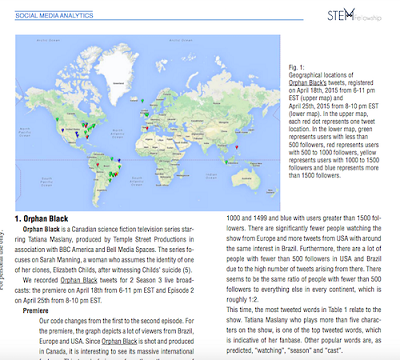 SOCIAL MEDIA ANALYTICS
STEM Fellowship
Fig. 1:
Geographical locations of
Orphan Black's tweets, registered
on April 18th, 2015 from 6-11 pm
EST (upper map) and
April 25th, 2015 from 8-10 pm EST
(lower map). In the upper map,
each red dot represents one tweet
location. In the lower map, green
represents users with less than
500 followers, red represents users
with 500 to 1000 followers, yellow
represents users with 1000 to 1500
followers and blue represents more
than 1500 followers.
1. Orphan Black
Orphan Black is a Canadian science fiction television series star-
ring Tatiana Maslany, produced by Temple Street Productions in
association with BBC America and Bell Media Spaces. The series fo-
cuses on Sarah Manning, a woman who assumes the identity of one
of her clones, Elizabeth Childs, after witnessing Childs' suicide (5).
We recorded Orphan Black tweets for 2 Season 3 live broad-
casts: the premiere on April 18th from 6-11 pm EST and Episode 2
on April 25th from 8-10 pm EST.
Premiere
Our code changes from the first to the second episode. For
the premiere, the graph depicts a lot of viewers from Brazil,
Europe and USA. Since Orphan Black is shot and produced
in Canada, it is interesting to see its massive international
1000 and 1499 and blue with users greater than 1500 fol-
lowers. There are significantly fewer people watching the
show from Europe and more tweets from USA with around
the same interest in Brazil. Furthermore, there are a lot of
people with fewer than 500 followers in USA and Brazil
due to the high number of tweets arising from there. There
seems to be the same ratio of people with fewer than 500
followers to everything else in every continent, which is
roughly 1:2.
This time, the most tweeted words in Table 1 relate to the
show. Tatiana Maslany who plays more than five charac-
ters on the show, is one of the top tweeted words, which
is indicative of her fanbase. Other popular words are, as
predicted, "watching", "season" and "cast".
For personal use only.